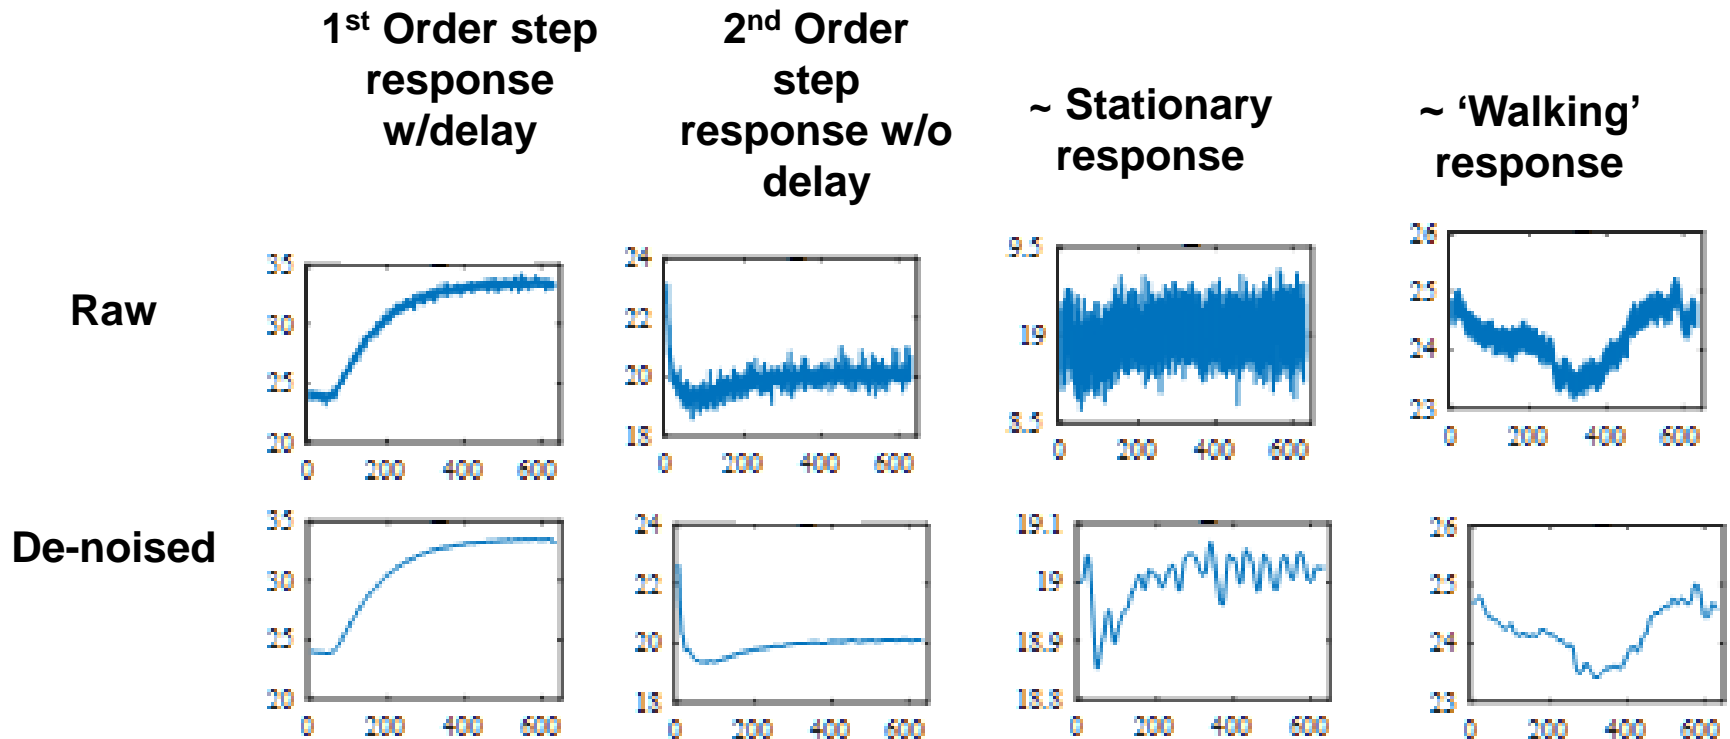 1st Order step
response
w/delay
2nd Order
step
response w/o
delay
~ Stationary
response
~ ‘Walking’
response
Raw
35
30
25
20
0 200 400 600
24
22
20
18
0 200 400 600
9.5
19
8.5
0 200 400 600
26
25
24
23
0 200 400 600
De-noised
35
30
25
20
0 200 400 600
24
22
20
18
0 200 400 600
19.1
19
18.9
18.8
0 200 400 600
26
25
24
23
0 200 400 600